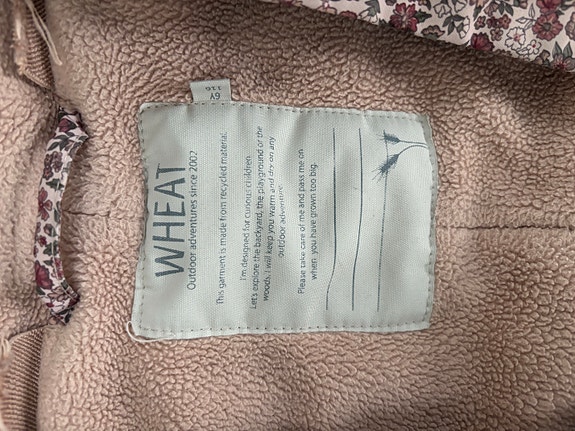 WHEAT
Outdoor adventures since 2002
This garment is made from recycled material.
I'm designed for curious children.
Let's explore the backyard, the playground or the
woods. I will keep you warm and dry on any
outdoor adventure.
Please take care of me and pass me on
when you have grown too big.
6Y
116